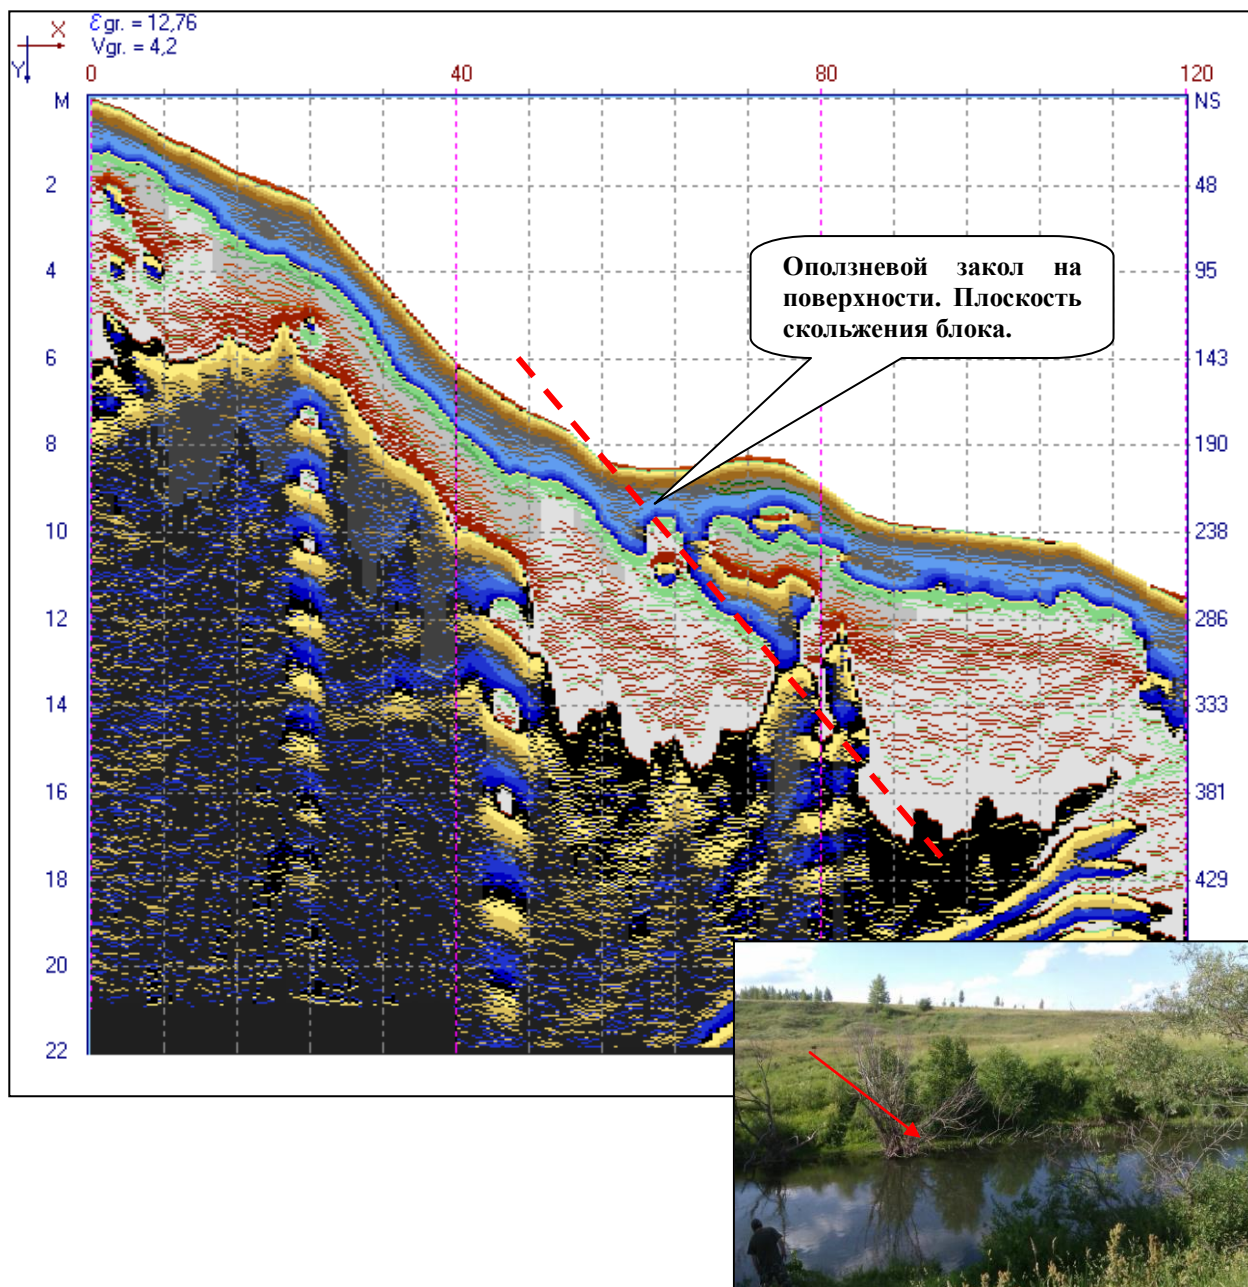 Ɛgr. = 12,76
Vgr. = 4,2
X
Y
0 40 80 120
M NS
2 48
4 95
Оползневой закол на
поверхности. Плоскость
скольжения блока.
6 143
8 190
10 238
12 286
14 333
16 381
18 429
20
22